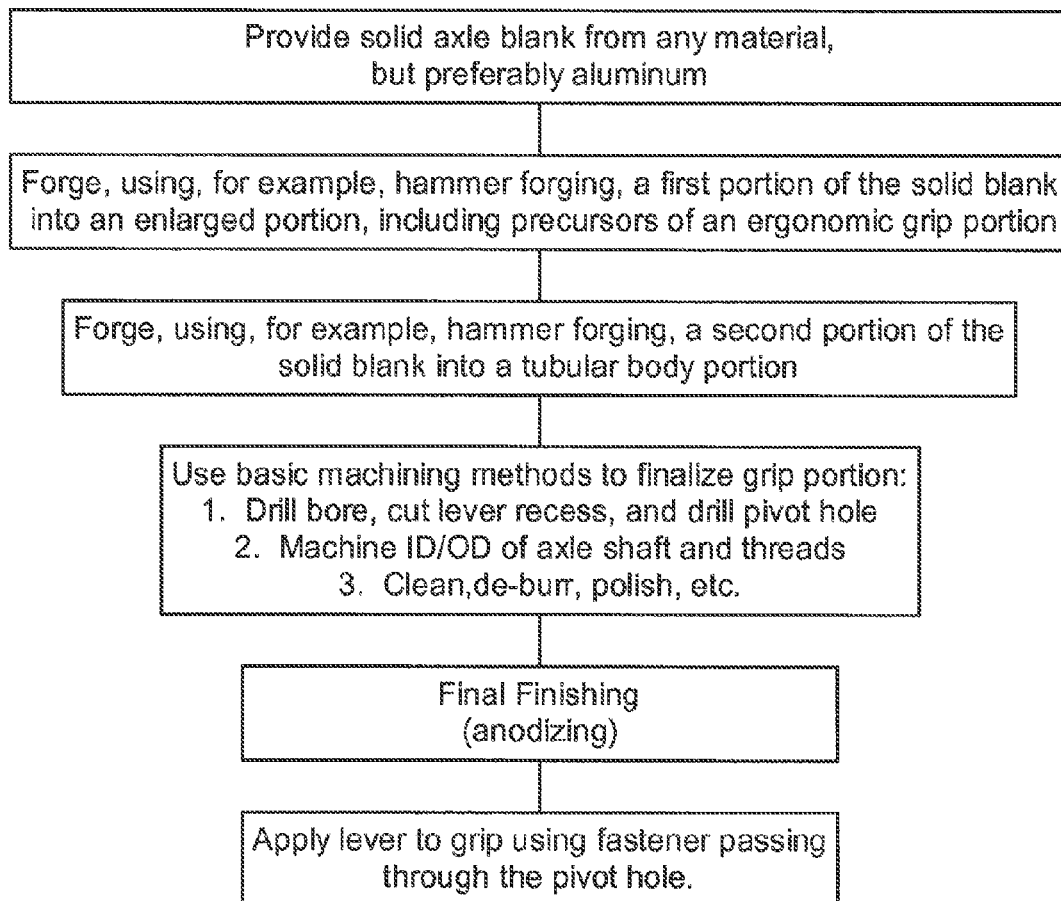 Provide solid axle blank from any material,
but preferably aluminum
Forge, using, for example, hammer forging, a first portion of the solid blank
into an enlarged portion, including precursors of an ergonomic grip portion
Forge, using, for example, hammer forging, a second portion of the
solid blank into a tubular body portion
Use basic machining methods to finalize grip portion:
1. Drill bore, cut lever recess, and drill pivot hole
2. Machine ID/OD of axle shaft and threads
3. Clean,de-burr, polish, etc.
Final Finishing
(anodizing)
Apply lever to grip using fastener passing
through the pivot hole.